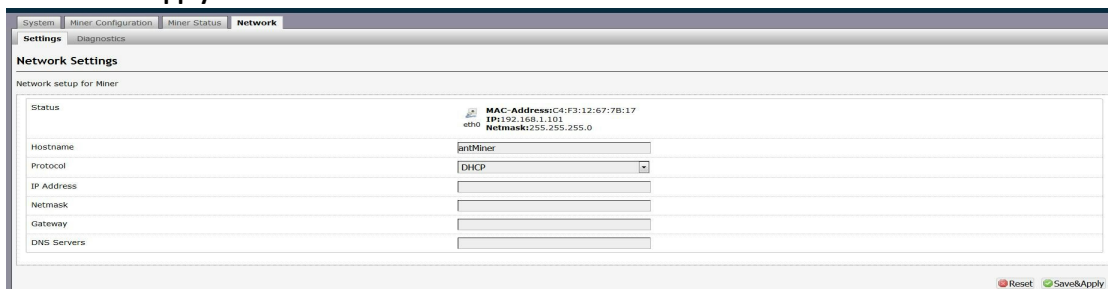 System Miner Configuration Miner Status Network
Settings Diagnostics
Network Settings
Network setup for Miner
Status
MAC-Address:C4:F3:12:67:7B:17
IP:192.168.1.101
eth0
Netmask:255.255.255.0
Hostname antMiner
Protocol DHCP
IP Address
Netmask
Gateway
DNS Servers
Reset Save&Apply